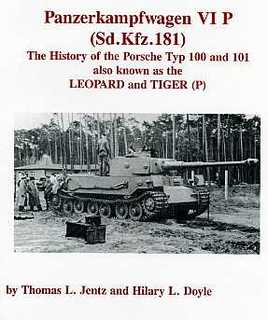 Panzerkampfwagen VI P
(Sd.Kfz.181)
The History of the Porsche Typ 100 and 101
also known as the
LEOPARD and TIGER (P)
by Thomas L. Jentz and Hilary L. Doyle